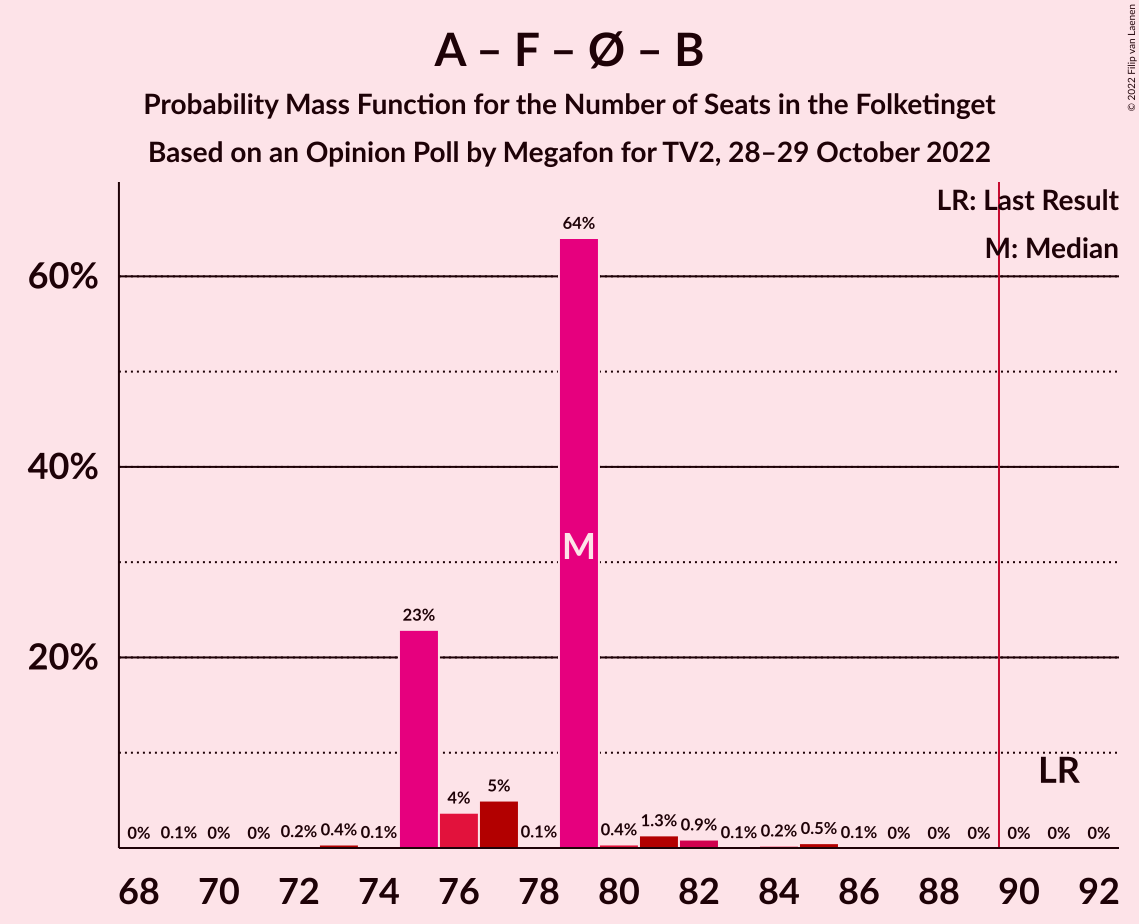 A – F – Ø – B
Probability Mass Function for the Number of Seats in the Folketinget
Based on an Opinion Poll by Megafon for TV2, 28–29 October 2022
© 2022 Filip van Laenen
LR: Last Result
M: Median
60%
40%
20%
64%
M
23%
LR
0% 0.1% 0% 0% 0.2% 0.4% 0.1% 4% 5% 0.1% 0.4% 1.3% 0.9% 0.1% 0.2% 0.5% 0.1% 0% 0% 0% 0% 0% 0%
68 70 72 74 76 78 80 82 84 86 88 90 92